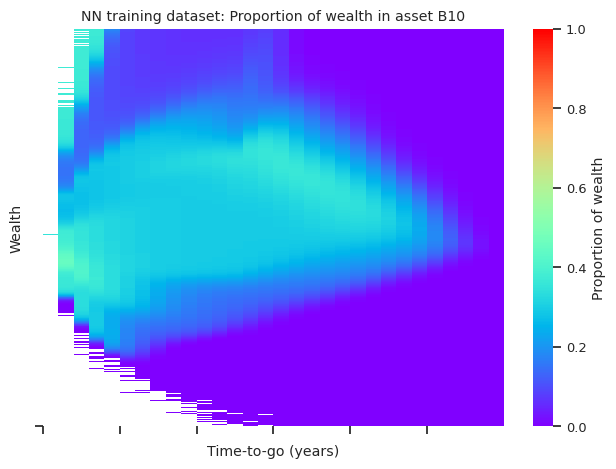 NN training dataset: Proportion of wealth in asset B10
Wealth
Time-to-go (years)
1.0
0.8
0.6
0.4
0.2
0.0
Proportion of wealth